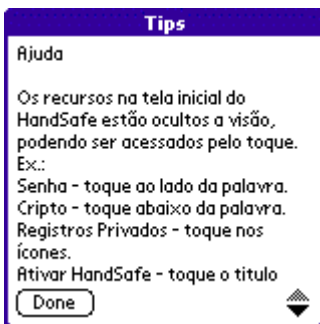 Tips
Ajuda
Os recursos na tela inicial do
HandSafe estão ocultos a visão,
podendo ser acessados pelo toque.
Ex.:
Senha - toque ao lado da palavra.
Cripto - toque abaixo da palavra.
Registros Privados - toque nos
ícones.
Ativar HandSafe - toque o titulo
Done